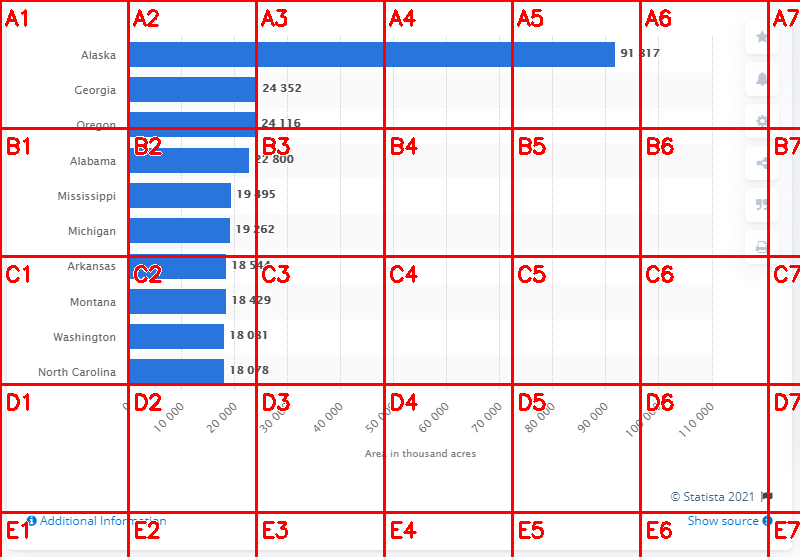 A1 A2 A3 A4 A5 A6 A7
Alaska 91 817
Georgia 24 352
Oregon 24 116
B1 B2 B3 B4 B5 B6 B7
Alabama 22 800
Mississippi 19 495
Michigan 19 262
Arkansas 18 544
C1 C2 C3 C4 C5 C6 C7
Montana 18 429
Washington 18 081
North Carolina 18 078
D1 D2 D3 D4 D5 D6 D7
0 10 000 20 000 30 000 40 000 50 000 60 000 70 000 80 000 90 000 100 000 110 000
Area in thousand acres
© Statista 2021
Additional Information Show source
E1 E2 E3 E4 E5 E6 E7